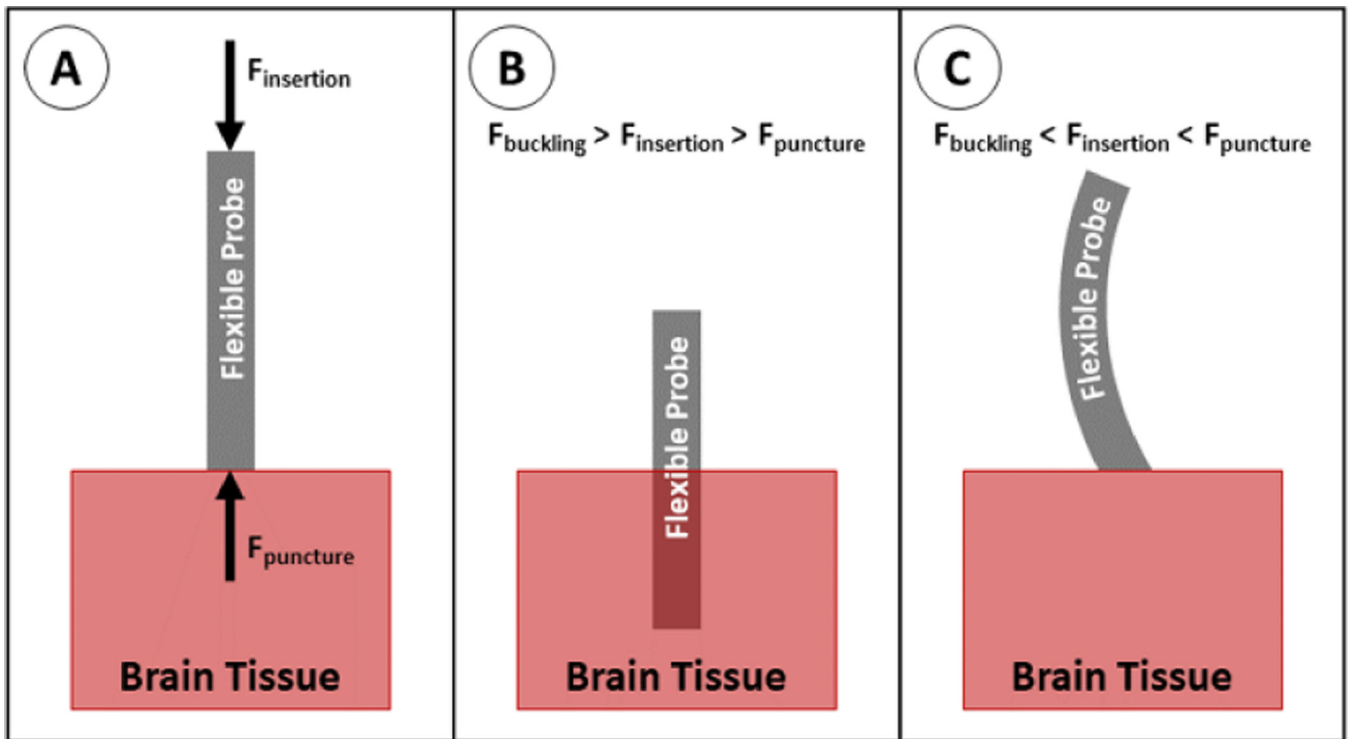 A
Finsertion
Flexible Probe
Fpuncture
Brain Tissue
B
Fbuckling > Finsertion > Fpuncture
Flexible Probe
Brain Tissue
C
Fbuckling < Finsertion < Fpuncture
Flexible Probe
Brain Tissue